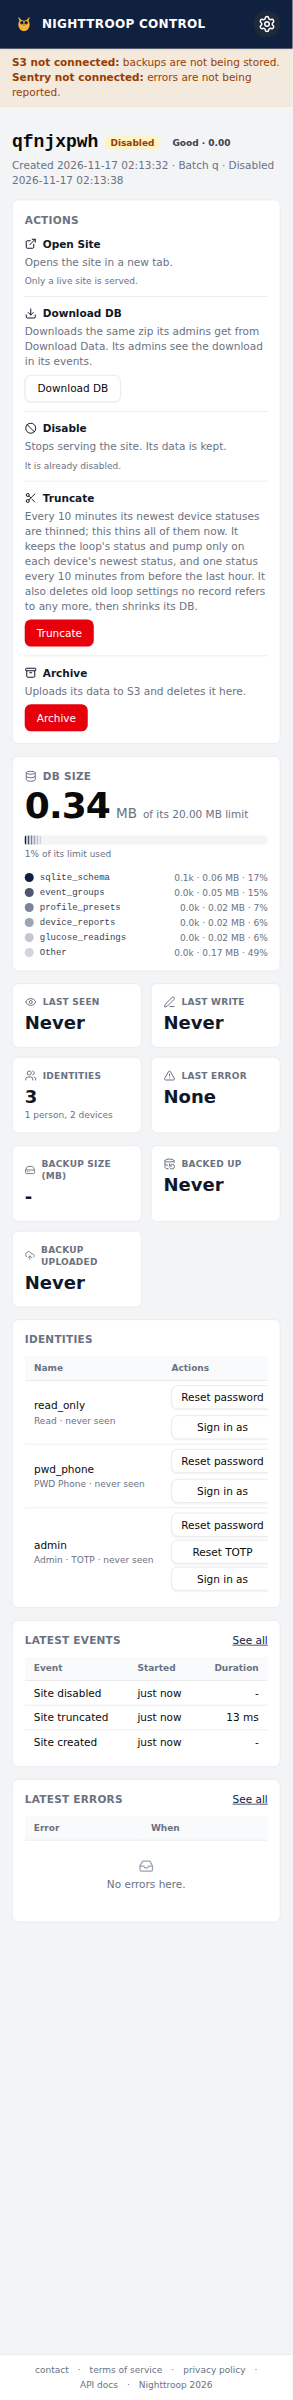 NIGHTTROOP CONTROL
S3 not connected: backups are not being stored.
Sentry not connected: errors are not being
reported.
qfnjxpwh Disabled Good · 0.00
Created 2026-11-17 02:13:32 · Batch q · Disabled
2026-11-17 02:13:38
ACTIONS
Open Site
Opens the site in a new tab.
Only a live site is served.
Download DB
Downloads the same zip its admins get from
Download Data. Its admins see the download
in its events.
Download DB
Disable
Stops serving the site. Its data is kept.
It is already disabled.
Truncate
Every 10 minutes its newest device statuses
are thinned; this thins all of them now. It
keeps the loop's status and pump only on
each device's newest status, and one status
every 10 minutes from before the last hour. It
also deletes old loop settings no record refers
to any more, then shrinks its DB.
Truncate
Archive
Uploads its data to S3 and deletes it here.
Archive
DB SIZE
0.34 MB of its 20.00 MB limit
1% of its limit used
sqlite_schema 0.1k · 0.06 MB · 17%
event_groups 0.0k · 0.05 MB · 15%
profile_presets 0.0k · 0.02 MB · 7%
device_reports 0.0k · 0.02 MB · 6%
glucose_readings 0.0k · 0.02 MB · 6%
Other 0.0k · 0.17 MB · 49%
LAST SEEN
Never
LAST WRITE
Never
IDENTITIES
3
1 person, 2 devices
LAST ERROR
None
BACKUP SIZE
(MB)
-
BACKED UP
Never
BACKUP
UPLOADED
Never
IDENTITIES
Name Actions
read_only
Read · never seen
Reset password
Sign in as
pwd_phone
PWD Phone · never seen
Reset password
Sign in as
admin
Admin · TOTP · never seen
Reset password
Reset TOTP
Sign in as
LATEST EVENTS See all
Event Started Duration
Site disabled just now -
Site truncated just now 13 ms
Site created just now -
LATEST ERRORS See all
Error When
No errors here.
contact · terms of service · privacy policy ·
API docs · Nighttroop 2026